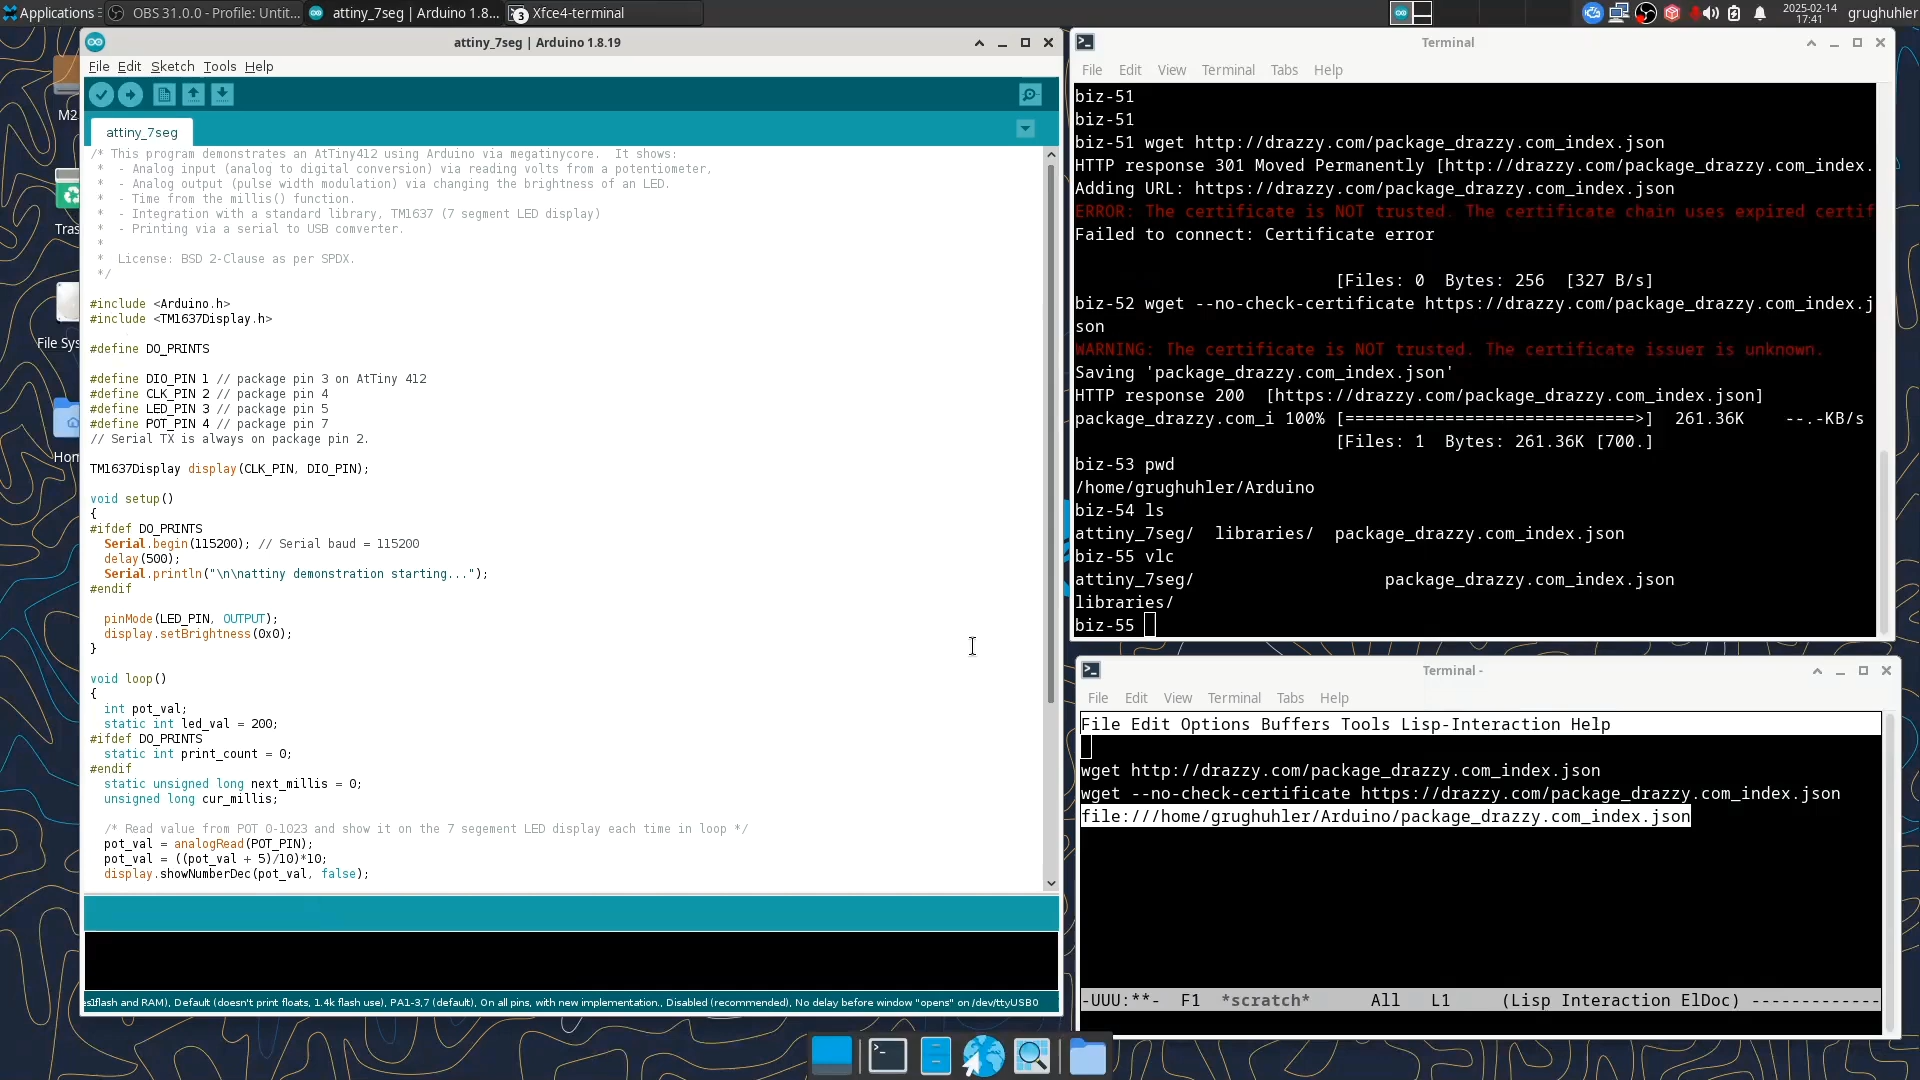 Applications
OBS 31.0.0 - Profile: Untit...
attiny_7seg | Arduino 1.8...
3
Xfce4-terminal
2025-02-14
17:41
grughuhler
M2
Tras
File Sys
Hom
attiny_7seg | Arduino 1.8.19
File Edit Sketch Tools Help
attiny_7seg
/* This program demonstrates an AtTiny412 using Arduino via megatinycore.  It shows:
 *  - Analog input (analog to digital conversion) via reading volts from a potentiometer,
 *  - Analog output (pulse width modulation) via changing the brightness of an LED.
 *  - Time from the millis() function.
 *  - Integration with a standard library, TM1637 (7 segment LED display)
 *  - Printing via a serial to USB comverter.
 *
 *  License: BSD 2-Clause as per SPDX.
 */
#include <Arduino.h>
#include <TM1637Display.h>
#define DO_PRINTS
#define DIO_PIN 1 // package pin 3 on AtTiny 412
#define CLK_PIN 2 // package pin 4
#define LED_PIN 3 // package pin 5
#define POT_PIN 4 // package pin 7
// Serial TX is always on package pin 2.
TM1637Display display(CLK_PIN, DIO_PIN);
void setup()
{
#ifdef DO_PRINTS
  Serial.begin(115200); // Serial baud = 115200
  delay(500);
  Serial.println("\n\nattiny demonstration starting...");
#endif
  pinMode(LED_PIN, OUTPUT);
  display.setBrightness(0x0);
}
void loop()
{
  int pot_val;
  static int led_val = 200;
#ifdef DO_PRINTS
  static int print_count = 0;
#endif
  static unsigned long next_millis = 0;
  unsigned long cur_millis;
  /* Read value from POT 0-1023 and show it on the 7 segement LED display each time in loop */
  pot_val = analogRead(POT_PIN);
  pot_val = ((pot_val + 5)/10)*10;
  display.showNumberDec(pot_val, false);
flash and RAM), Default (doesn't print floats, 1.4k flash use), PA1-3,7 (default), On all pins, with new implementation., Disabled (recommended), No delay before window "opens" on /dev/ttyUSB0
Terminal
File Edit View Terminal Tabs Help
biz-51
biz-51
biz-51 wget http://drazzy.com/package_drazzy.com_index.json
HTTP response 301 Moved Permanently [http://drazzy.com/package_drazzy.com_index.
Adding URL: https://drazzy.com/package_drazzy.com_index.json
ERROR: The certificate is NOT trusted. The certificate chain uses expired certif
Failed to connect: Certificate error
[Files: 0  Bytes: 256  [327 B/s]
biz-52 wget --no-check-certificate https://drazzy.com/package_drazzy.com_index.j
son
WARNING: The certificate is NOT trusted. The certificate issuer is unknown.
Saving 'package_drazzy.com_index.json'
HTTP response 200  [https://drazzy.com/package_drazzy.com_index.json]
package_drazzy.com_i 100% [=============================>]  261.36K    --.-KB/s
[Files: 1  Bytes: 261.36K [700.]
biz-53 pwd
/home/grughuhler/Arduino
biz-54 ls
attiny_7seg/  libraries/  package_drazzy.com_index.json
biz-55 vlc
attiny_7seg/                   package_drazzy.com_index.json
libraries/
biz-55
Terminal -
File Edit View Terminal Tabs Help
File Edit Options Buffers Tools Lisp-Interaction Help
wget http://drazzy.com/package_drazzy.com_index.json
wget --no-check-certificate https://drazzy.com/package_drazzy.com_index.json
file:///home/grughuhler/Arduino/package_drazzy.com_index.json
-UUU:**-  F1  *scratch*      All   L1    (Lisp Interaction ElDoc) -------------